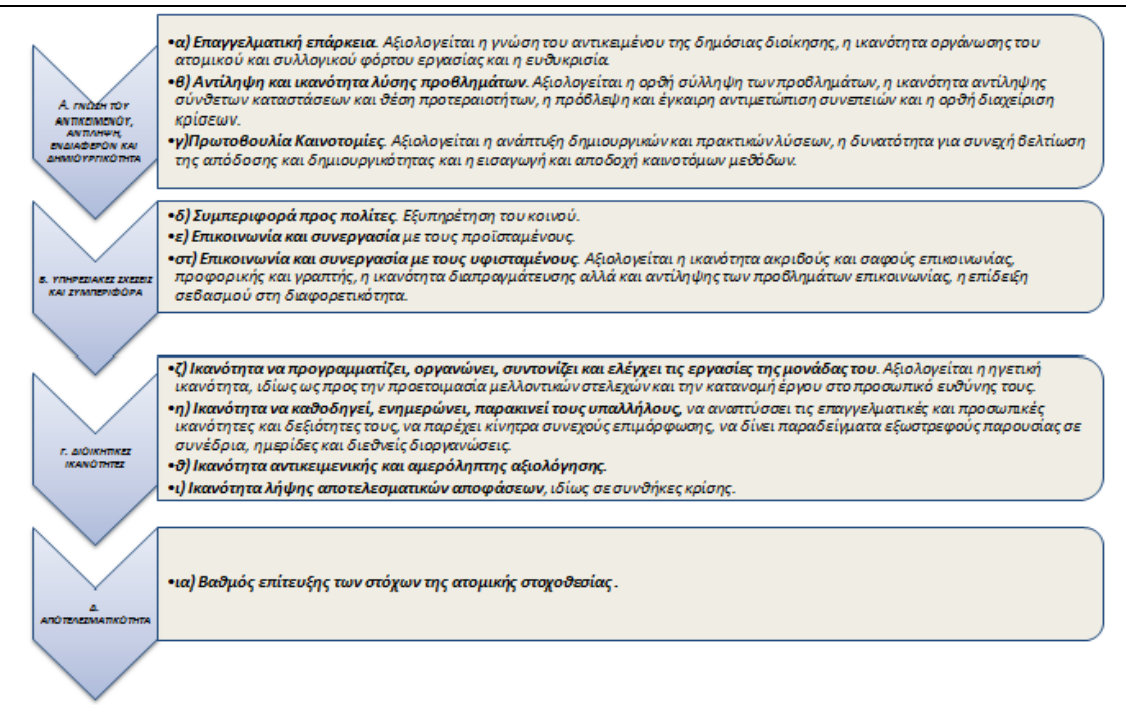 Α. ΓΝΩΣΗ ΤΟΥ
ΑΝΤΙΚΕΙΜΕΝΟΥ,
ΑΝΤΙΛΗΨΗ,
ΕΝΔΙΑΦΕΡΟΝ ΚΑΙ
ΔΗΜΙΟΥΡΓΙΚΟΤΗΤΑ
•α) Επαγγελματική επάρκεια. Αξιολογείται η γνώση του αντικειμένου της δημόσιας διοίκησης, η ικανότητα οργάνωσης του
ατομικού και συλλογικού φόρτου εργασίας και η ευθυκρισία.
•β) Αντίληψη και ικανότητα λύσης προβλημάτων. Αξιολογείται η ορθή σύλληψη των προβλημάτων, η ικανότητα αντίληψης
σύνθετων καταστάσεων και θέση προτεραιοτήτων, η πρόβλεψη και έγκαιρη αντιμετώπιση συνεπειών και η ορθή διαχείριση
κρίσεων.
•γ)Πρωτοβουλία Καινοτομίες. Αξιολογείται η ανάπτυξη δημιουργικών και πρακτικών λύσεων, η δυνατότητα για συνεχή βελτίωση
της απόδοσης και δημιουργικότητας και η εισαγωγή και αποδοχή καινοτόμων μεθόδων.
Β. ΥΠΗΡΕΣΙΑΚΕΣ ΣΧΕΣΕΙΣ
ΚΑΙ ΣΥΜΠΕΡΙΦΟΡΑ
•δ) Συμπεριφορά προς πολίτες. Εξυπηρέτηση του κοινού.
•ε) Επικοινωνία και συνεργασία με τους προϊσταμένους.
•στ) Επικοινωνία και συνεργασία με τους υφισταμένους. Αξιολογείται η ικανότητα ακριβούς και σαφούς επικοινωνίας,
προφορικής και γραπτής, η ικανότητα διαπραγμάτευσης αλλά και αντίληψης των προβλημάτων επικοινωνίας, η επίδειξη
σεβασμού στη διαφορετικότητα.
Γ. ΔΙΟΙΚΗΤΙΚΕΣ
ΙΚΑΝΟΤΗΤΕΣ
•ζ) Ικανότητα να προγραμματίζει, οργανώνει, συντονίζει και ελέγχει τις εργασίες της μονάδας του. Αξιολογείται η ηγετική
ικανότητα, ιδίως ως προς την προετοιμασία μελλοντικών στελεχών και την κατανομή έργου στο προσωπικό ευθύνης τους.
•η) Ικανότητα να καθοδηγεί, ενημερώνει, παρακινεί τους υπαλλήλους, να αναπτύσσει τις επαγγελματικές και προσωπικές
ικανότητες και δεξιότητες τους, να παρέχει κίνητρα συνεχούς επιμόρφωσης, να δίνει παραδείγματα εξωστρεφούς παρουσίας σε
συνέδρια, ημερίδες και διεθνείς διοργανώσεις.
•θ) Ικανότητα αντικειμενικής και αμερόληπτης αξιολόγησης.
•ι) Ικανότητα λήψης αποτελεσματικών αποφάσεων, ιδίως σε συνθήκες κρίσης.
Δ.
ΑΠΟΤΕΛΕΣΜΑΤΙΚΟΤΗΤΑ
•ια) Βαθμός επίτευξης των στόχων της ατομικής στοχοθεσίας .